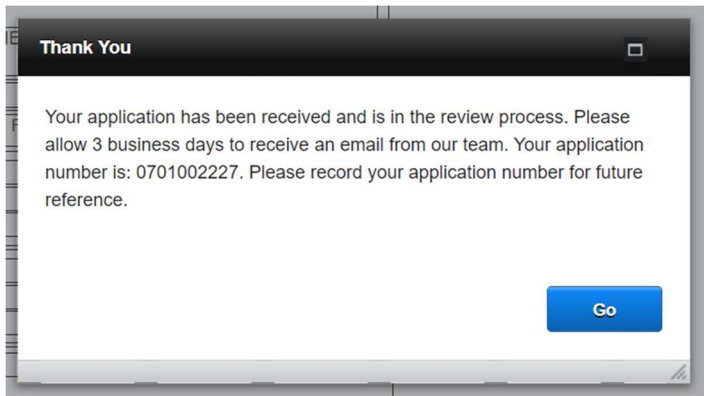 Thank You
Your application has been received and is in the review process. Please
allow 3 business days to receive an email from our team. Your application
number is: 0701002227. Please record your application number for future
reference.
Go